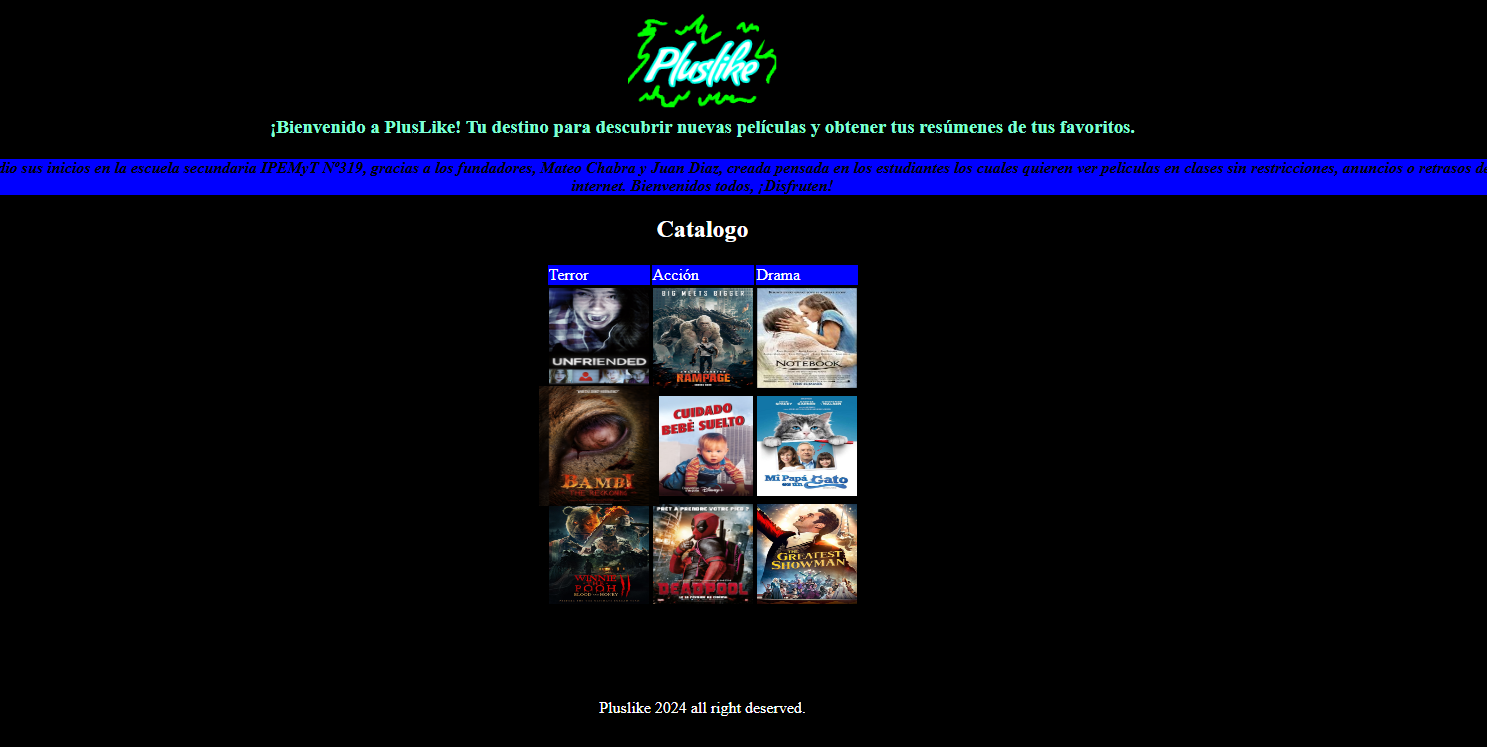 Pluslike
¡Bienvenido a PlusLike! Tu destino para descubrir nuevas películas y obtener tus resúmenes de tus favoritos.
dio sus inicios en la escuela secundaria IPEMyT N°319, gracias a los fundadores, Mateo Chabra y Juan Diaz, creada pensada en los estudiantes los cuales quieren ver peliculas en clases sin restricciones, anuncios o retrasos de
internet. Bienvenidos todos, ¡Disfruten!
Catalogo
Terror Acción Drama
UNFRIENDED
BIG MEETS BIGGER
RAMPAGE
NOTEBOOK
BAMBI
THE RECKONING
CUIDADO
BEBÉ SUELTO
Disney+
Mi Papá
es un Gato
WINNIE
THE POOH II
BLOOD AND HONEY
PRÊT À PRENDRE VOTRE PIED ?
DEADPOOL
THE
GREATEST
SHOWMAN
Pluslike 2024 all right deserved.